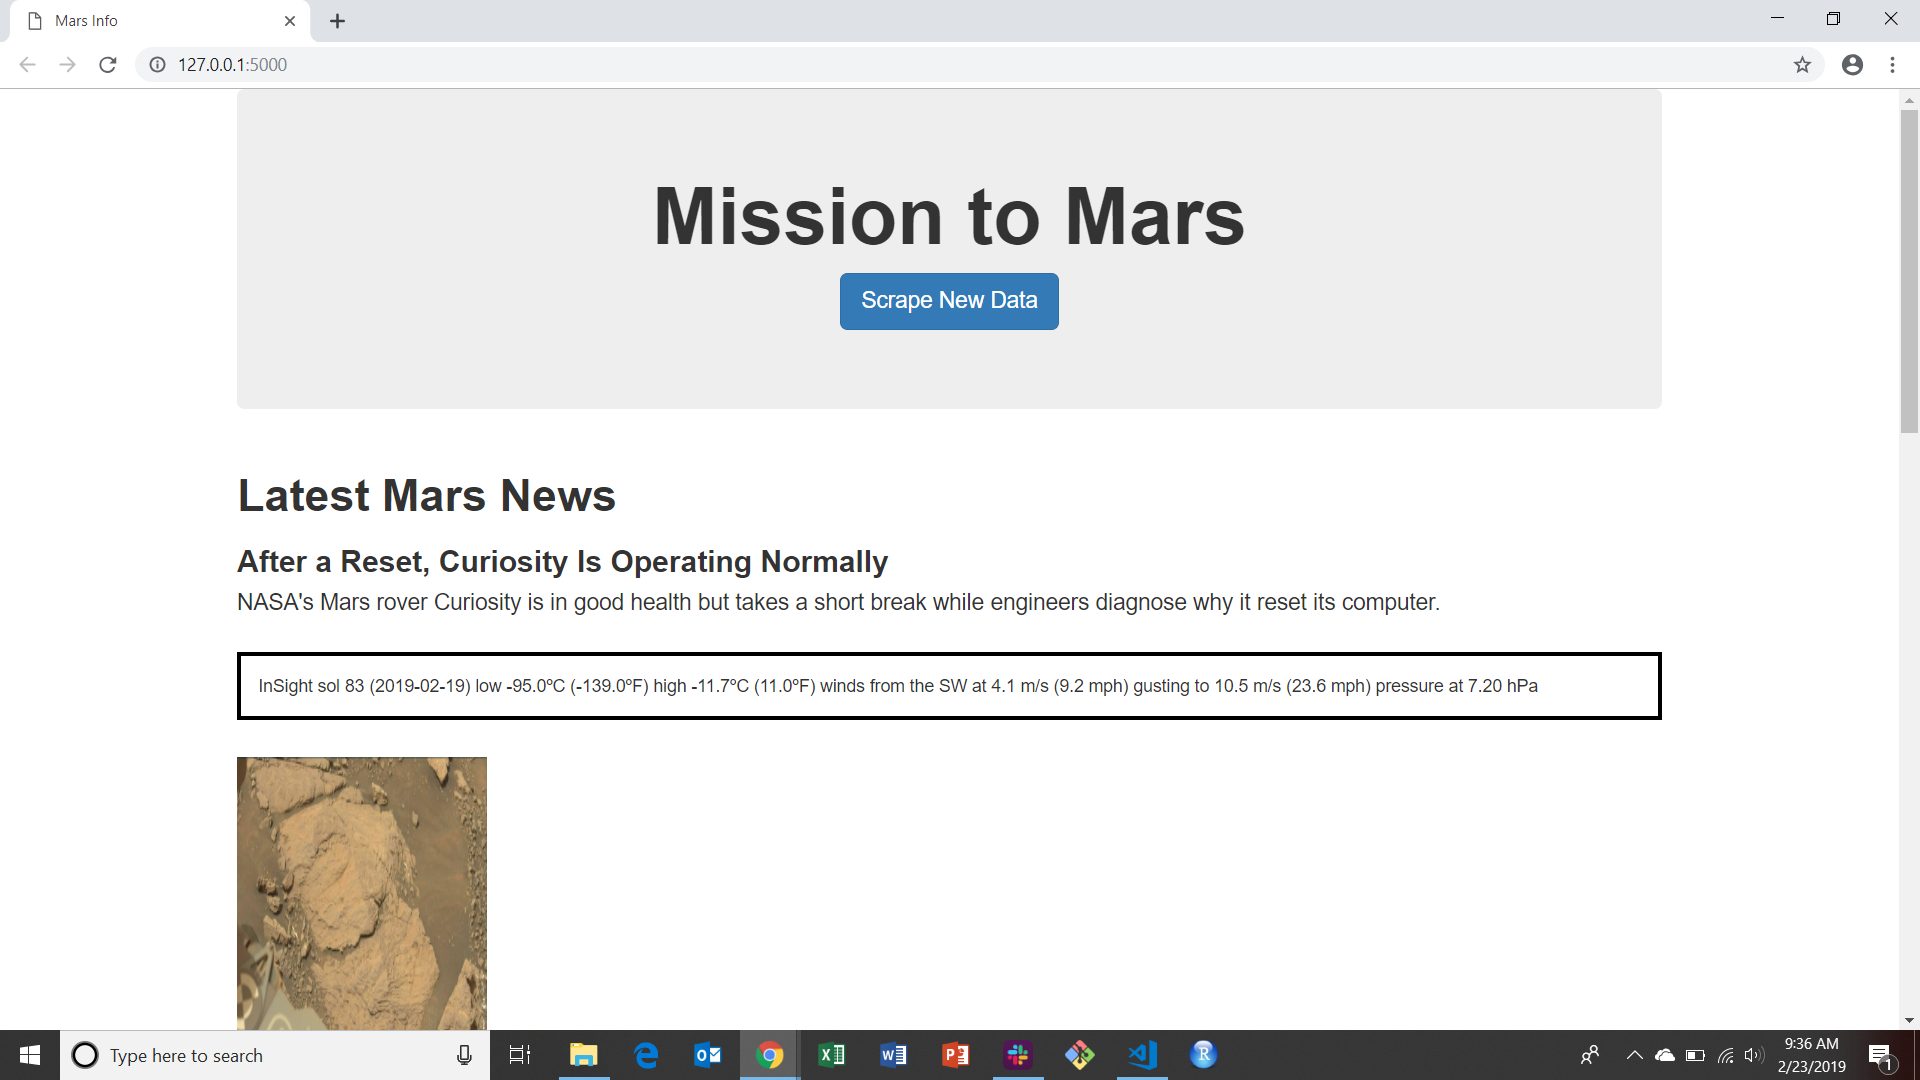 Mars Info
127.0.0.1:5000
Mission to Mars
Scrape New Data
Latest Mars News
After a Reset, Curiosity Is Operating Normally
NASA's Mars rover Curiosity is in good health but takes a short break while engineers diagnose why it reset its computer.
InSight sol 83 (2019-02-19) low -95.0ºC (-139.0ºF) high -11.7ºC (11.0ºF) winds from the SW at 4.1 m/s (9.2 mph) gusting to 10.5 m/s (23.6 mph) pressure at 7.20 hPa
Type here to search
9:36 AM
2/23/2019
1